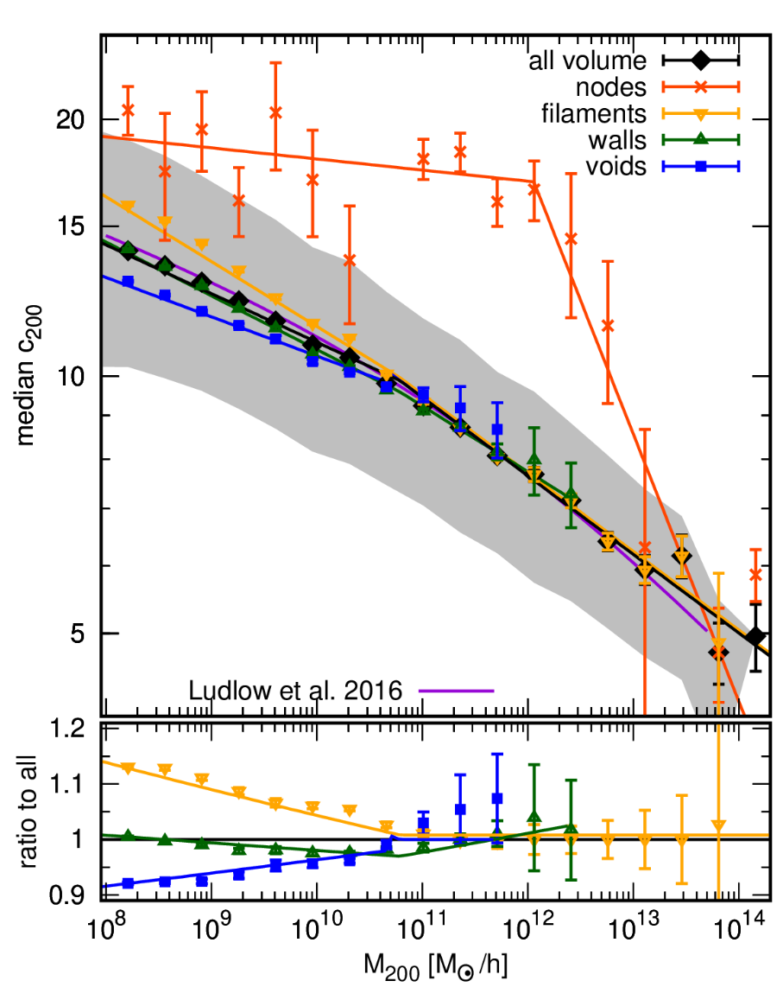 all volume
nodes
filaments
walls
voids
20
15
10
5
median c200
Ludlow et al. 2016
1.2
1.1
1
0.9
ratio to all
10^8 10^9 10^10 10^11 10^12 10^13 10^14
M200 [M⊙/h]